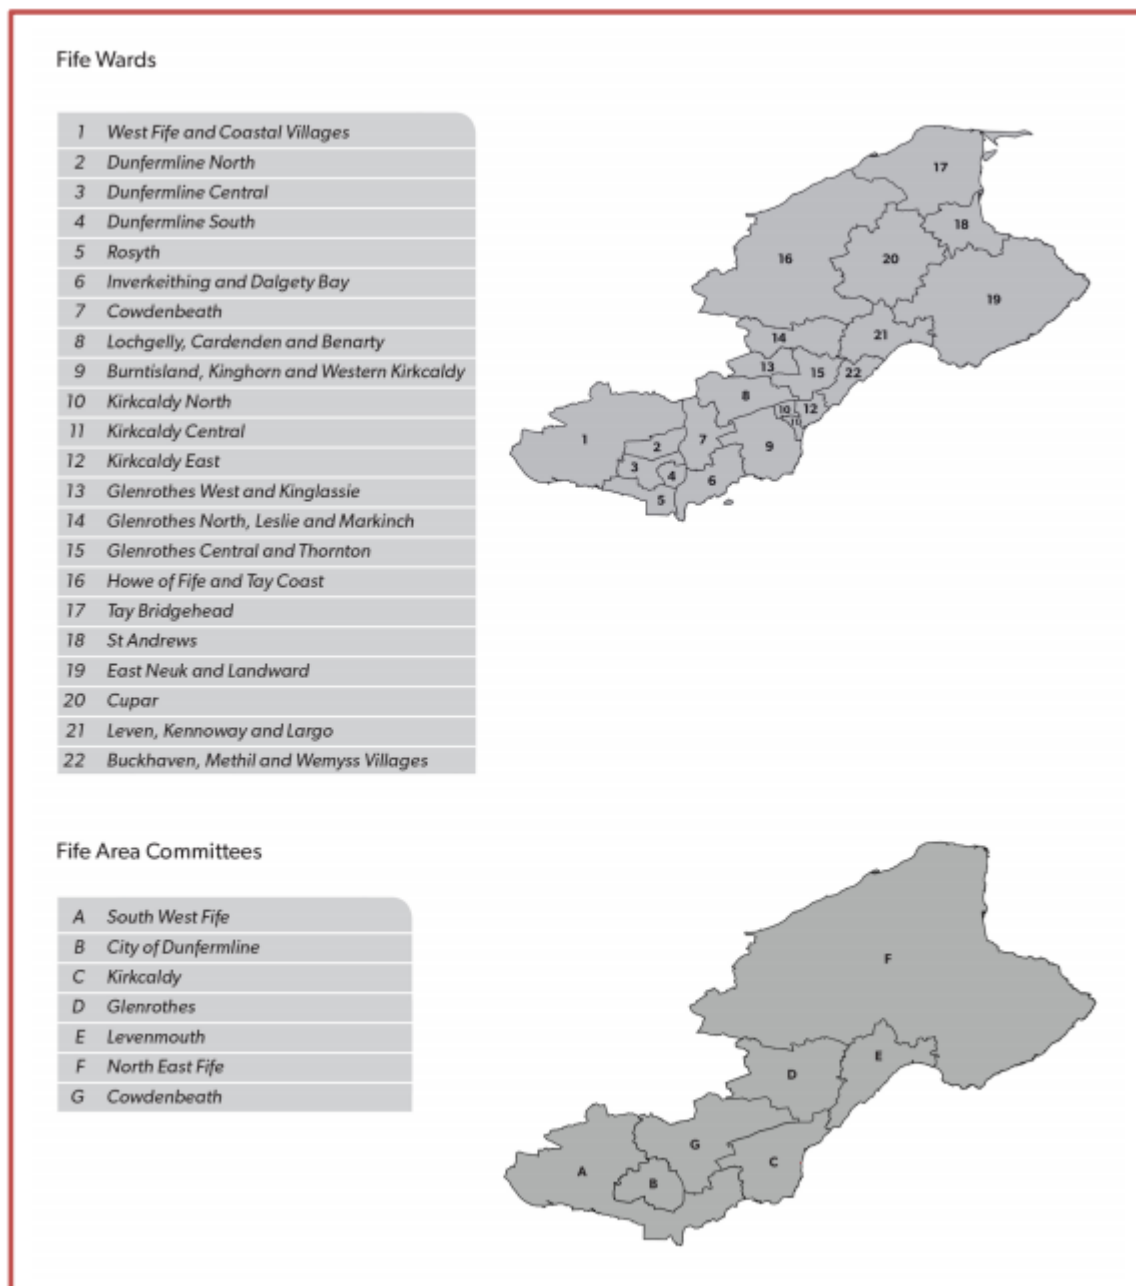 Fife Wards
1 West Fife and Coastal Villages
2 Dunfermline North
3 Dunfermline Central
4 Dunfermline South
5 Rosyth
6 Inverkeithing and Dalgety Bay
7 Cowdenbeath
8 Lochgelly, Cardenden and Benarty
9 Burntisland, Kinghorn and Western Kirkcaldy
10 Kirkcaldy North
11 Kirkcaldy Central
12 Kirkcaldy East
13 Glenrothes West and Kinglassie
14 Glenrothes North, Leslie and Markinch
15 Glenrothes Central and Thornton
16 Howe of Fife and Tay Coast
17 Tay Bridgehead
18 St Andrews
19 East Neuk and Landward
20 Cupar
21 Leven, Kennoway and Largo
22 Buckhaven, Methil and Wemyss Villages
17
18
16
20
19
14
21
13
15
22
8
10
12
11
1
2
7
9
3
4
6
5
Fife Area Committees
A South West Fife
B City of Dunfermline
C Kirkcaldy
D Glenrothes
E Levenmouth
F North East Fife
G Cowdenbeath
F
E
D
G
C
A
B